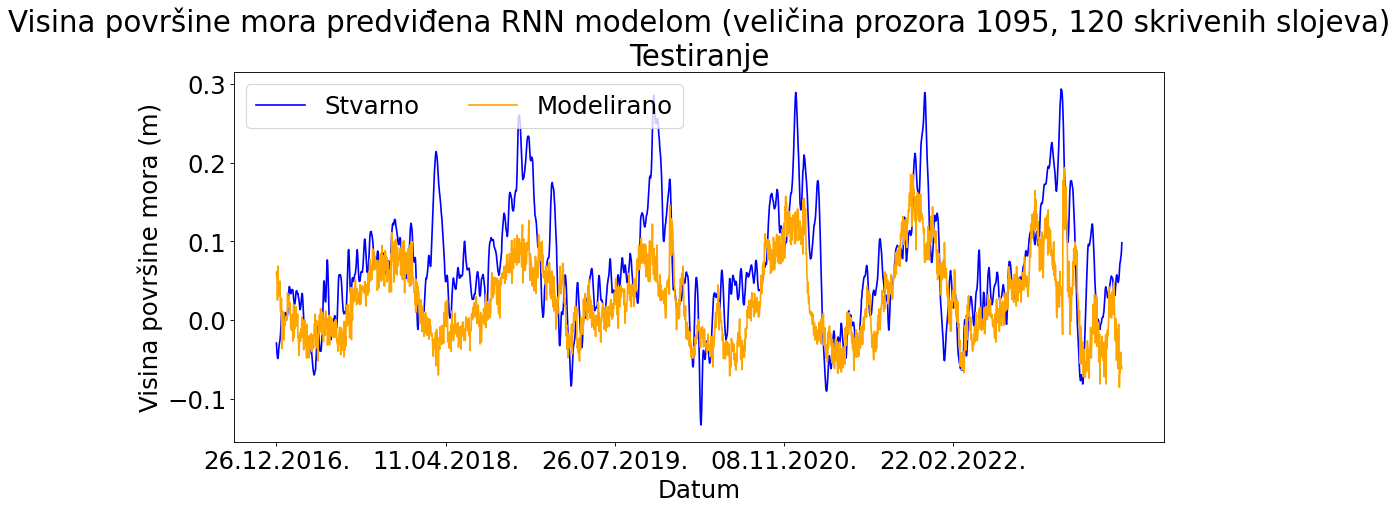 Visina površine mora predviđena RNN modelom (veličina prozora 1095, 120 skrivenih slojeva)
Testiranje
Stvarno
Modelirano
Visina površine mora (m)
0.3
0.2
0.1
0.0
−0.1
26.12.2016.
11.04.2018.
26.07.2019.
08.11.2020.
22.02.2022.
Datum